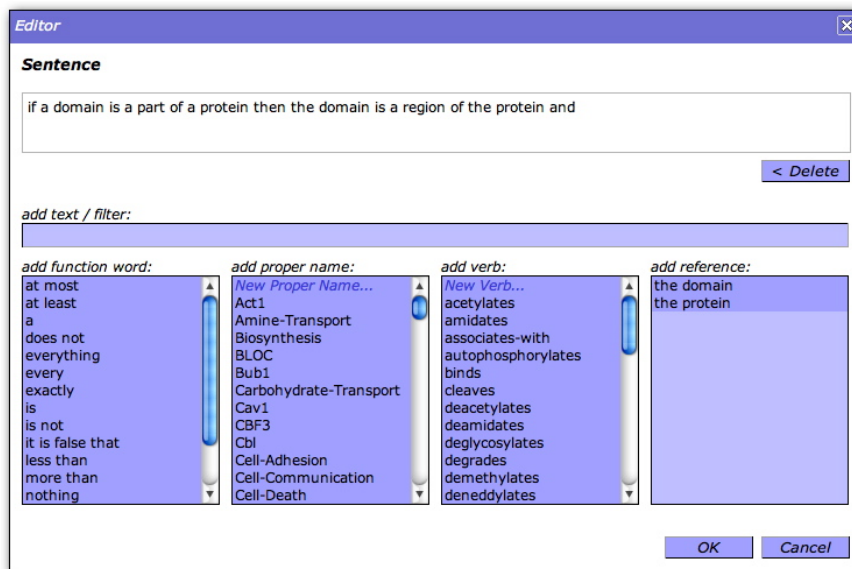 Editor
Sentence
if a domain is a part of a protein then the domain is a region of the protein and
< Delete
add text / filter:
add function word:
at most
at least
a
does not
everything
every
exactly
is
is not
it is false that
less than
more than
nothing
add proper name:
New Proper Name...
Act1
Amine-Transport
Biosynthesis
BLOC
Bub1
Carbohydrate-Transport
Cav1
CBF3
Cbl
Cell-Adhesion
Cell-Communication
Cell-Death
add verb:
New Verb...
acetylates
amidates
associates-with
autophosphorylates
binds
cleaves
deacetylates
deamidates
deglycosylates
degrades
demethylates
deneddylates
add reference:
the domain
the protein
OK
Cancel